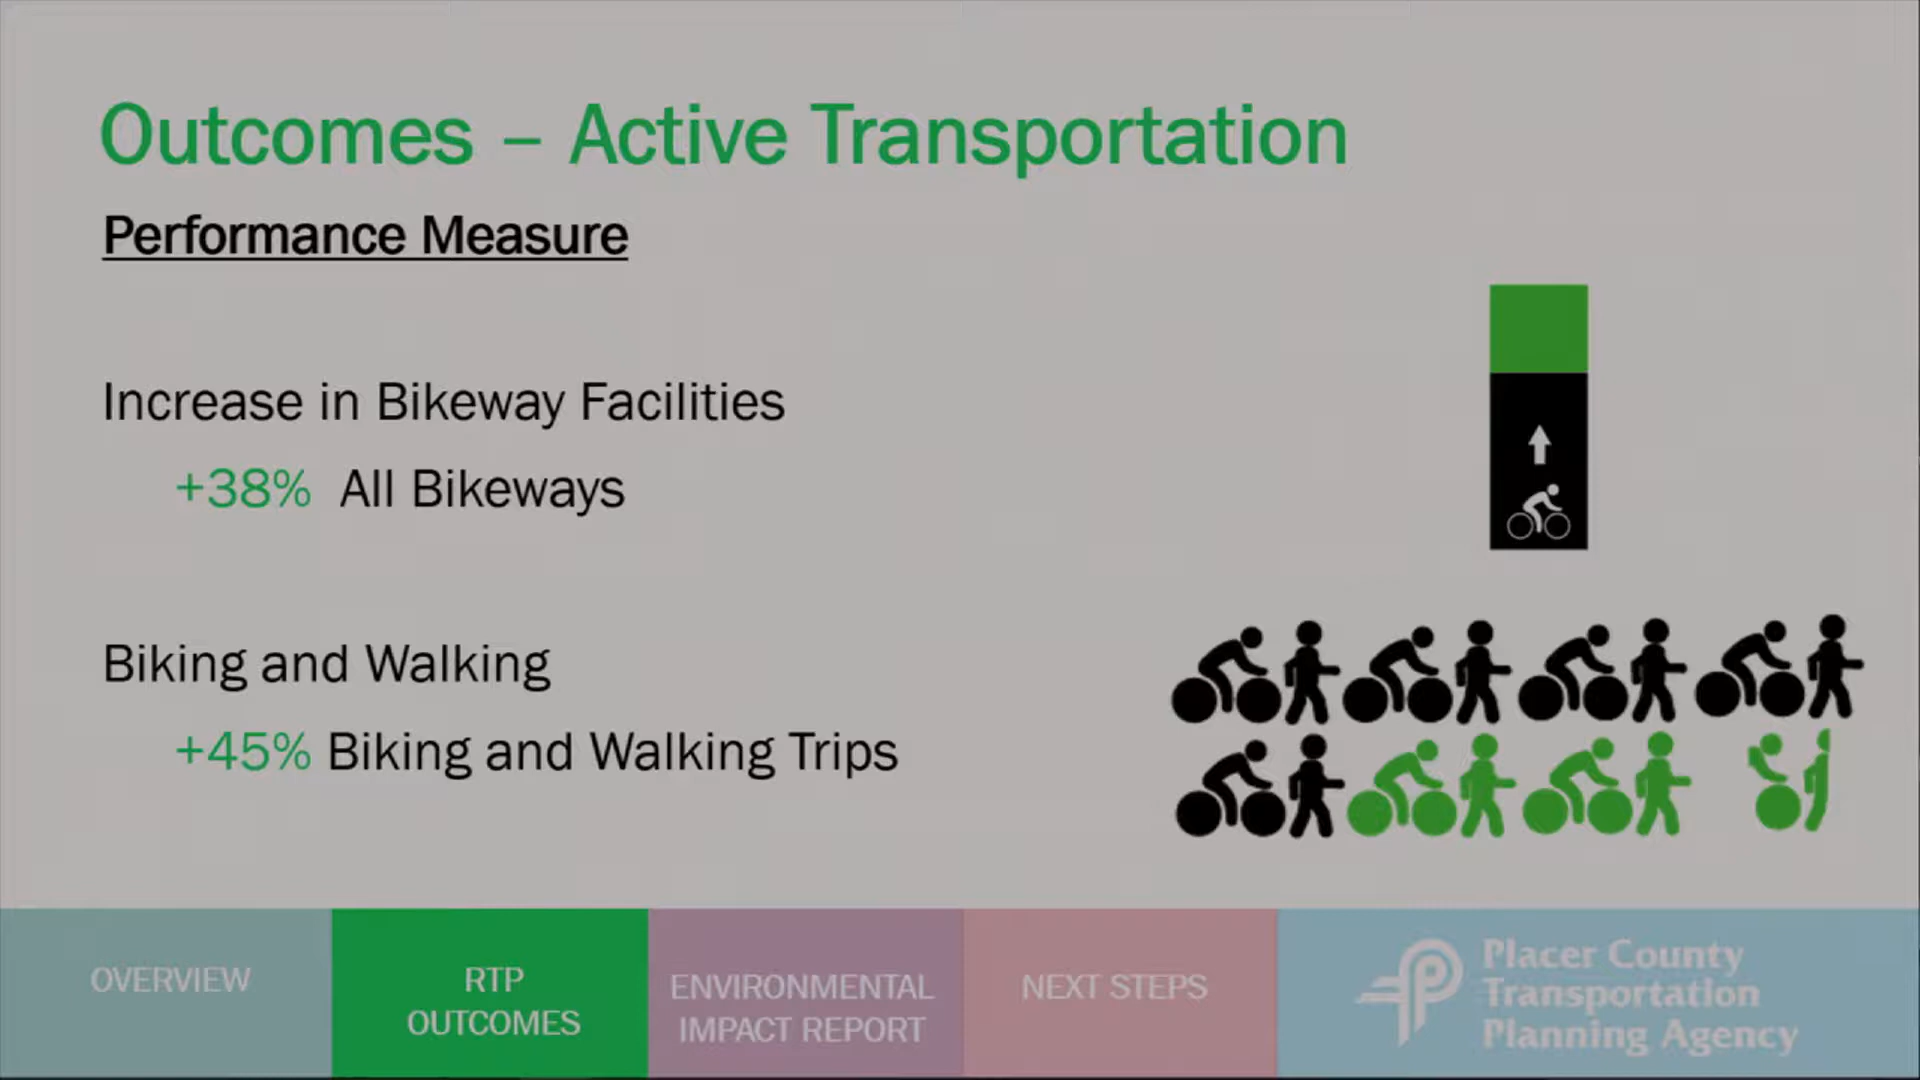 Outcomes – Active Transportation
Performance Measure
Increase in Bikeway Facilities
+38% All Bikeways
Biking and Walking
+45% Biking and Walking Trips
OVERVIEW
RTP
OUTCOMES
ENVIRONMENTAL
IMPACT REPORT
NEXT STEPS
Placer County
Transportation
Planning Agency